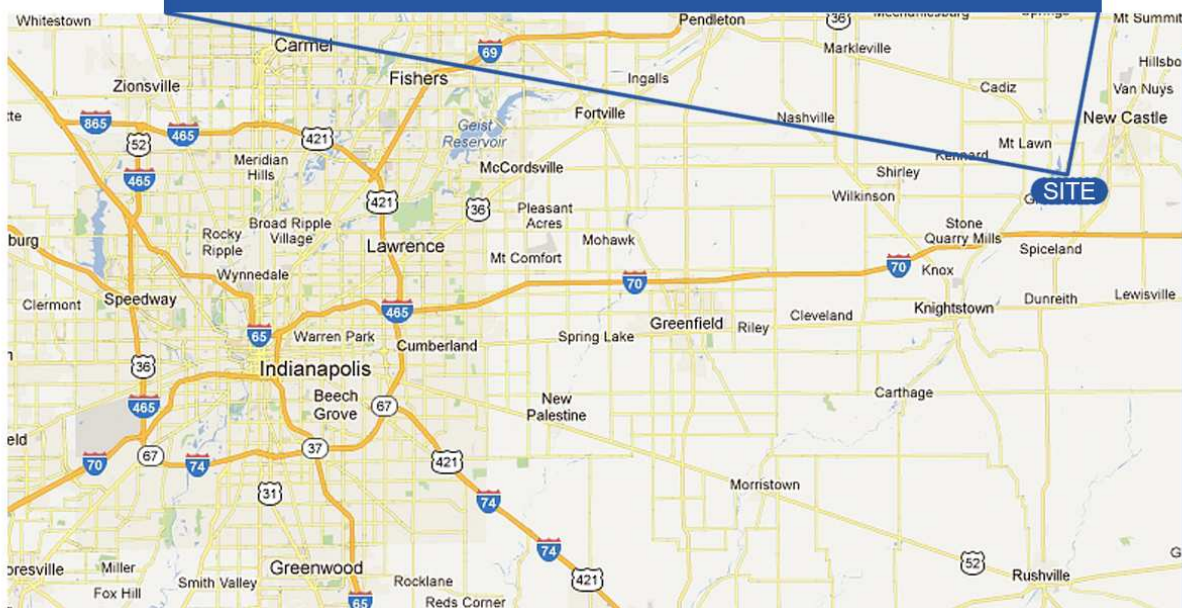 Whitestown
Carmel
Pendleton
36
Mt Summit
69
Markleville
Fishers
Ingalls
Hillsbo
Zionsville
Cadiz
Van Nuys
Fortville
Nashville
New Castle
865
465
421
Geist
Reservoir
52
Mt Lawn
Meridian
Hills
Kennard
465
McCordsville
Shirley
SITE
421
36
Pleasant
Acres
Wilkinson
Broad Ripple
Village
Rocky
Ripple
Lawrence
Mohawk
Stone
Quarry Mills
Spiceland
Mt Comfort
Wynnedale
70
70
Knox
Clermont
Speedway
465
Knightstown
Dunreith
Lewisville
Cleveland
Greenfield
Riley
65
Warren Park
Cumberland
Spring Lake
36
Indianapolis
Beech
Grove
Carthage
465
67
New
Palestine
37
67
70
74
421
31
Morristown
74
74
52
Miller
Greenwood
421
Rushville
Fox Hill
Smith Valley
Rocklane
65
Reds Corner